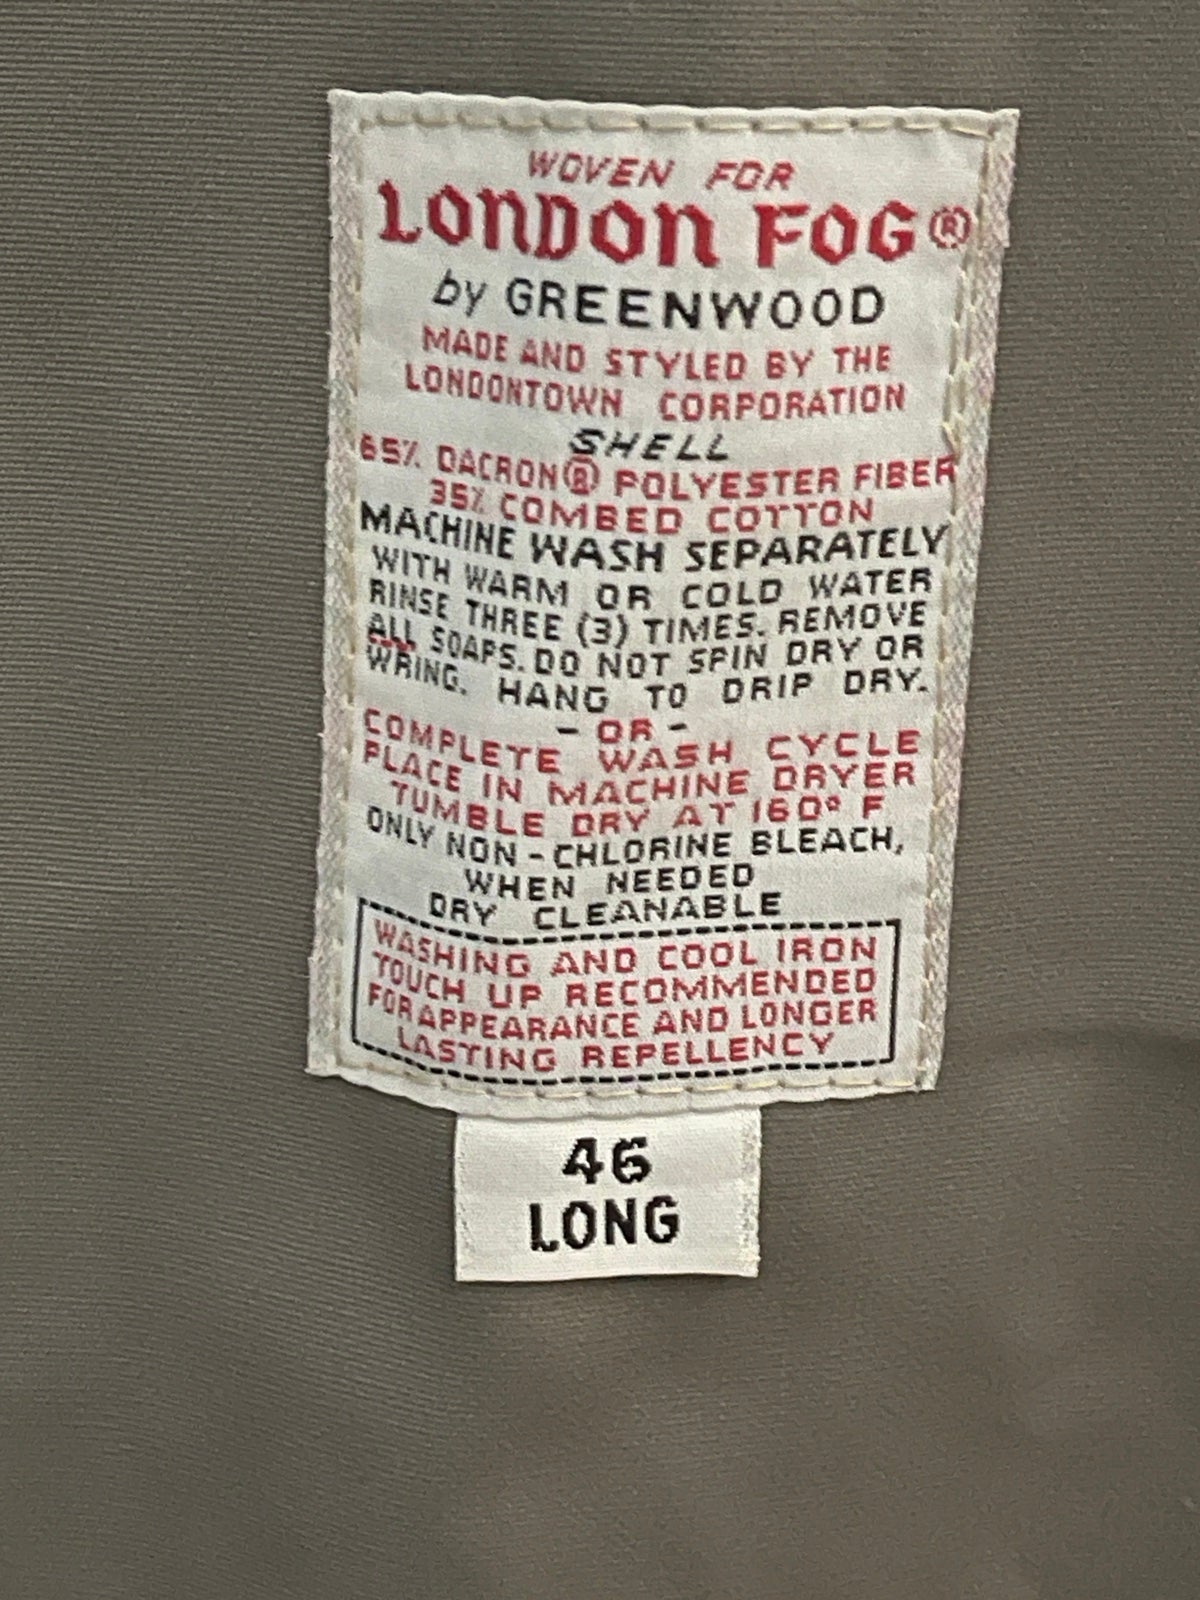 WOVEN FOR
LONDON FOG®
by GREENWOOD
MADE AND STYLED BY THE
LONDONTOWN CORPORATION
SHELL
65% DACRON® POLYESTER FIBER
35% COMBED COTTON
MACHINE WASH SEPARATELY
WITH WARM OR COLD WATER
RINSE THREE (3) TIMES. REMOVE
ALL SOAPS. DO NOT SPIN DRY OR
WRING. HANG TO DRIP DRY.
- OR -
COMPLETE WASH CYCLE
PLACE IN MACHINE DRYER
TUMBLE DRY AT 160° F
ONLY NON-CHLORINE BLEACH,
WHEN NEEDED
DRY CLEANABLE
WASHING AND COOL IRON
TOUCH UP RECOMMENDED
FOR APPEARANCE AND LONGER
LASTING REPELLENCY
46
LONG